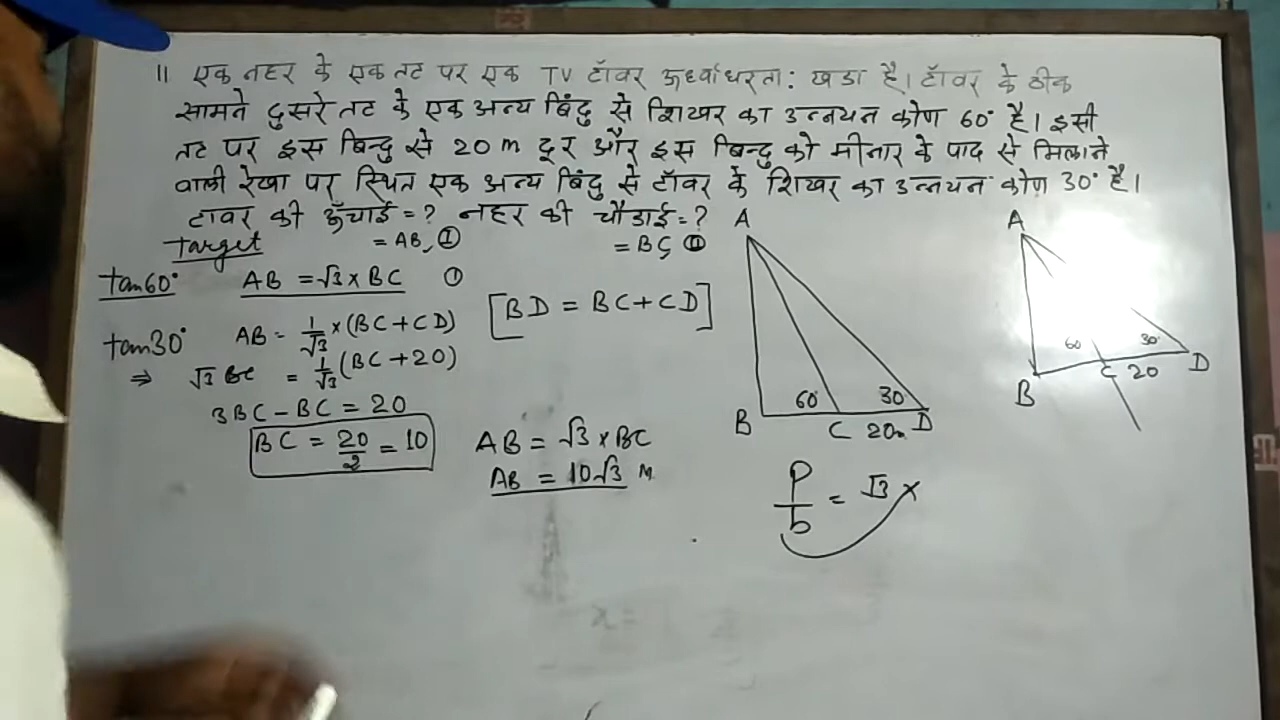 11 एक नहर के एक तट पर एक TV टॉवर ऊर्ध्वाधरता: खडा है। टॉवर के ठीक
सामने दुसरे तट के एक अन्य बिंदु से शिखर का उन्नयन कोण 60° है। इसी
तट पर इस बिन्दु से 20 m दूर और इस बिन्दु को मीनार के पाद से मिलाने
वाली रेखा पर स्थित एक अन्य बिंदु से टॉवर के शिखर का उन्नयन कोण 30° है।
टावर की ऊँचाई = ? नहर की चौडाई = ?
Target = AB, Ⓘ = BC, Ⓘ Ⓘ
tan60° AB = √3 × BC ①
tan30° AB = 1/√3 × (BC + CD) [BD = BC + CD]
⇒ √3 BC = 1/√3 (BC + 20)
3BC - BC = 20
BC = 20/2 = 10
AB = √3 × BC
AB = 10√3 M
A
B 60° C 20m 30° D
P/b = √3 ×
A
B 60 C 20 30° D